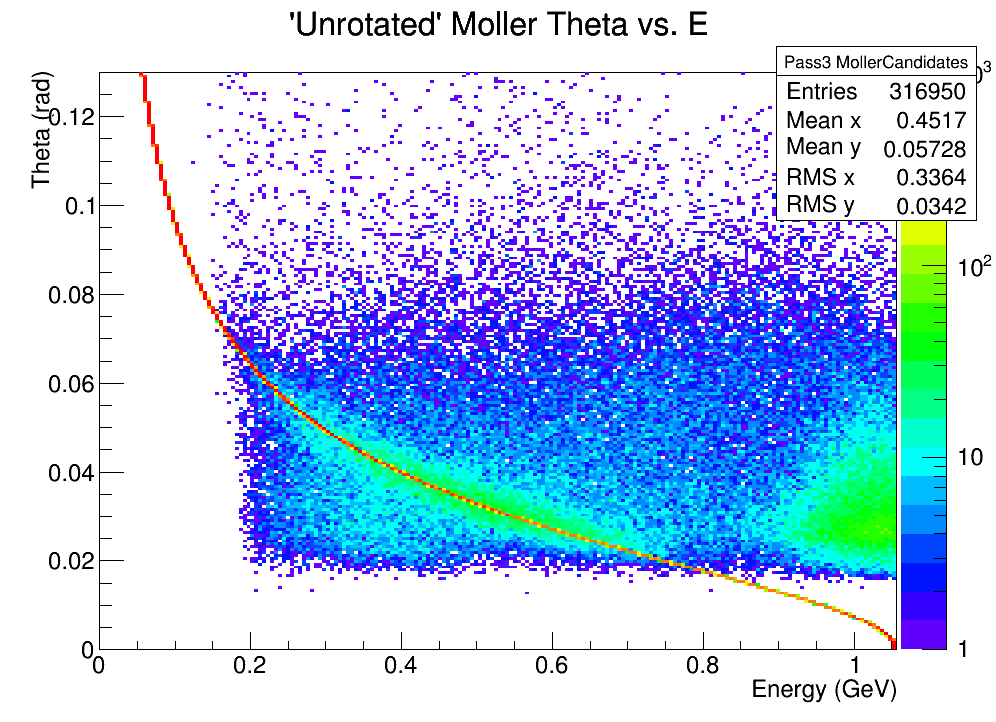 'Unrotated' Moller Theta vs. E
Pass3 MollerCandidates
Entries 316950
Mean x 0.4517
Mean y 0.05728
RMS x 0.3364
RMS y 0.0342
Theta (rad)
0.12
0.1
0.08
0.06
0.04
0.02
0
0 0.2 0.4 0.6 0.8 1
Energy (GeV)
10²
10
1